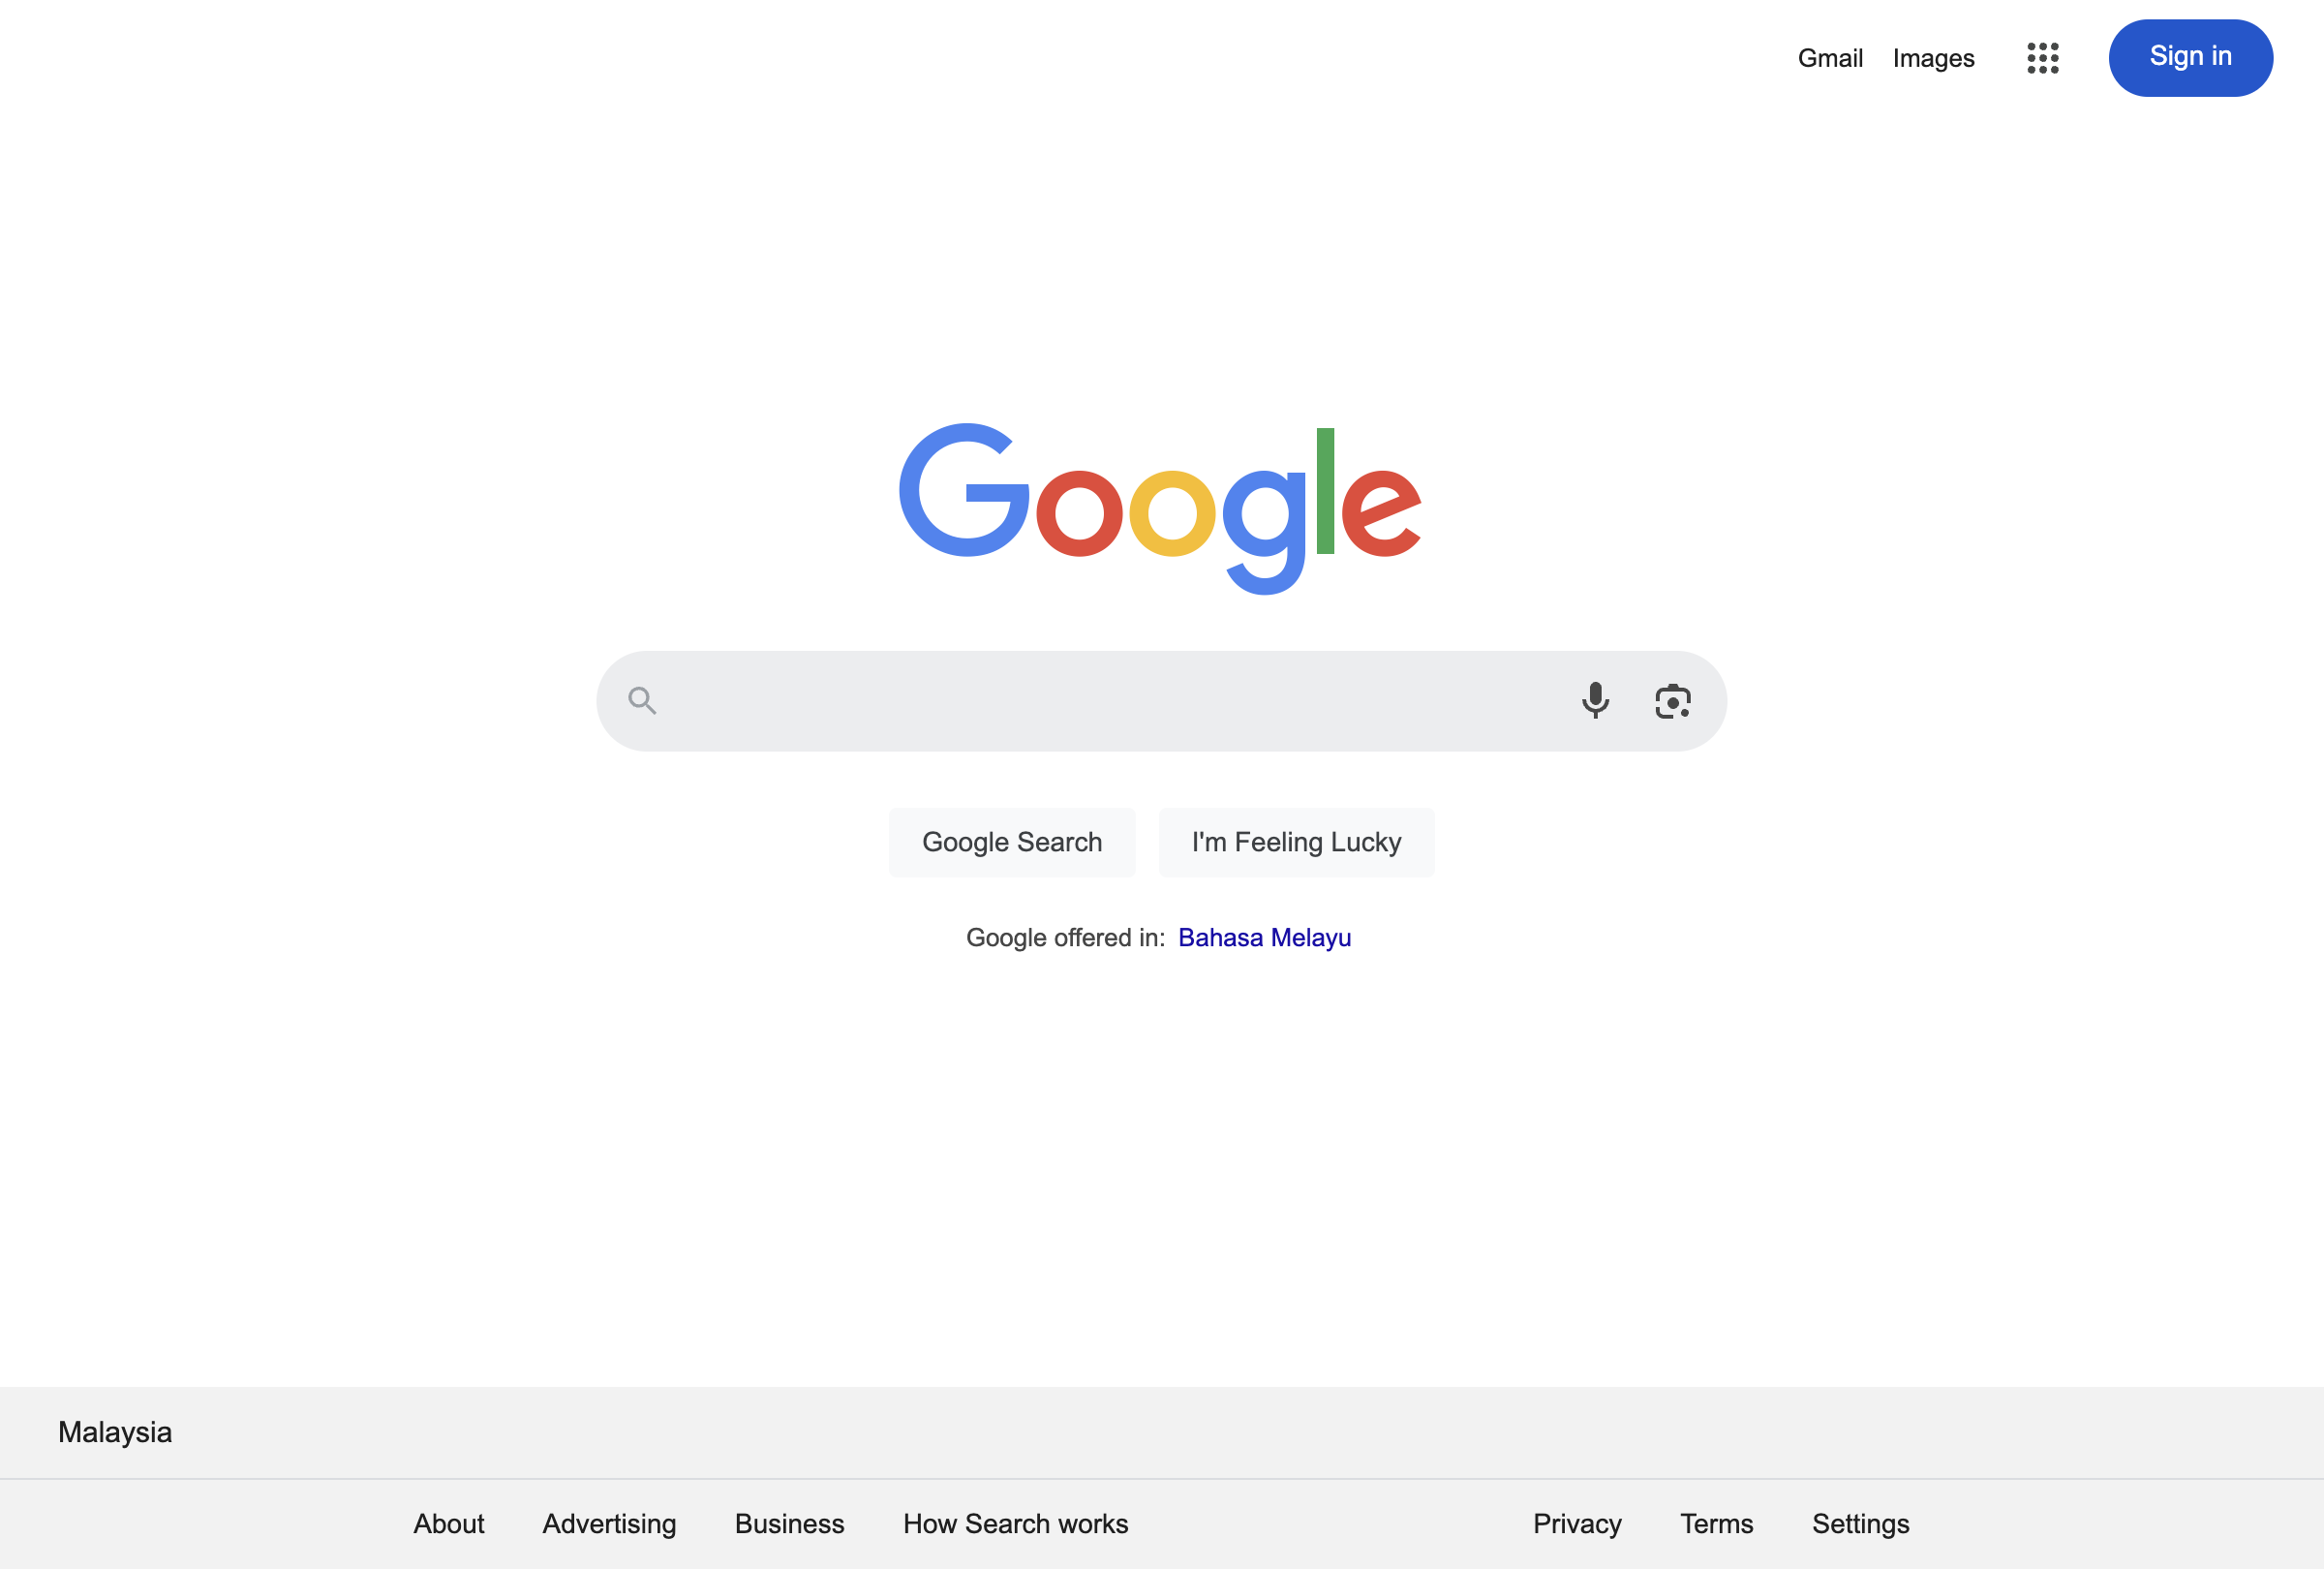 Gmail Images Sign in
Google
Google Search I'm Feeling Lucky
Google offered in: Bahasa Melayu
Malaysia
About Advertising Business How Search works Privacy Terms Settings